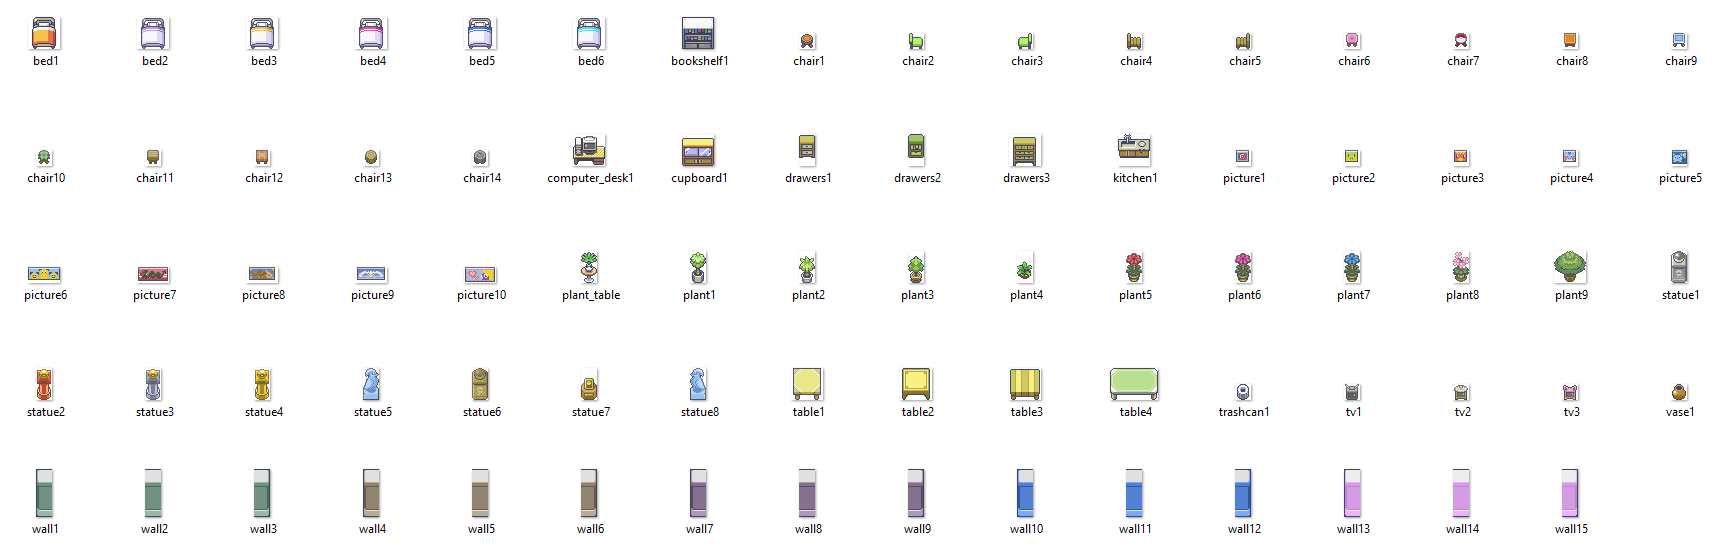 bed1 bed2 bed3 bed4 bed5 bed6 bookshelf1 chair1 chair2 chair3 chair4 chair5 chair6 chair7 chair8 chair9
chair10 chair11 chair12 chair13 chair14 computer_desk1 cupboard1 drawers1 drawers2 drawers3 kitchen1 picture1 picture2 picture3 picture4 picture5
picture6 picture7 picture8 picture9 picture10 plant_table plant1 plant2 plant3 plant4 plant5 plant6 plant7 plant8 plant9 statue1
statue2 statue3 statue4 statue5 statue6 statue7 statue8 table1 table2 table3 table4 trashcan1 tv1 tv2 tv3 vase1
wall1 wall2 wall3 wall4 wall5 wall6 wall7 wall8 wall9 wall10 wall11 wall12 wall13 wall14 wall15